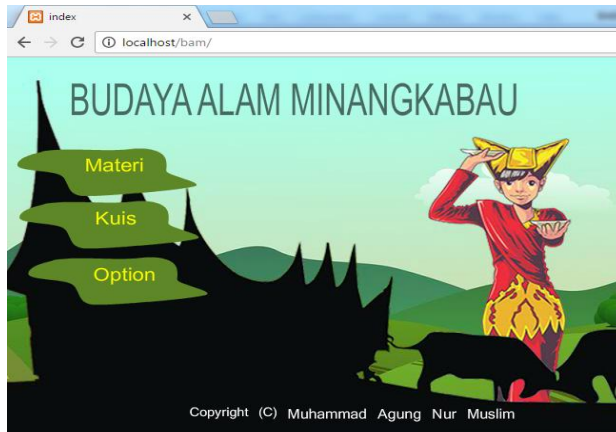 index
localhost/bam/
BUDAYA ALAM MINANGKABAU
Materi
Kuis
Option
Copyright (C) Muhammad Agung Nur Muslim